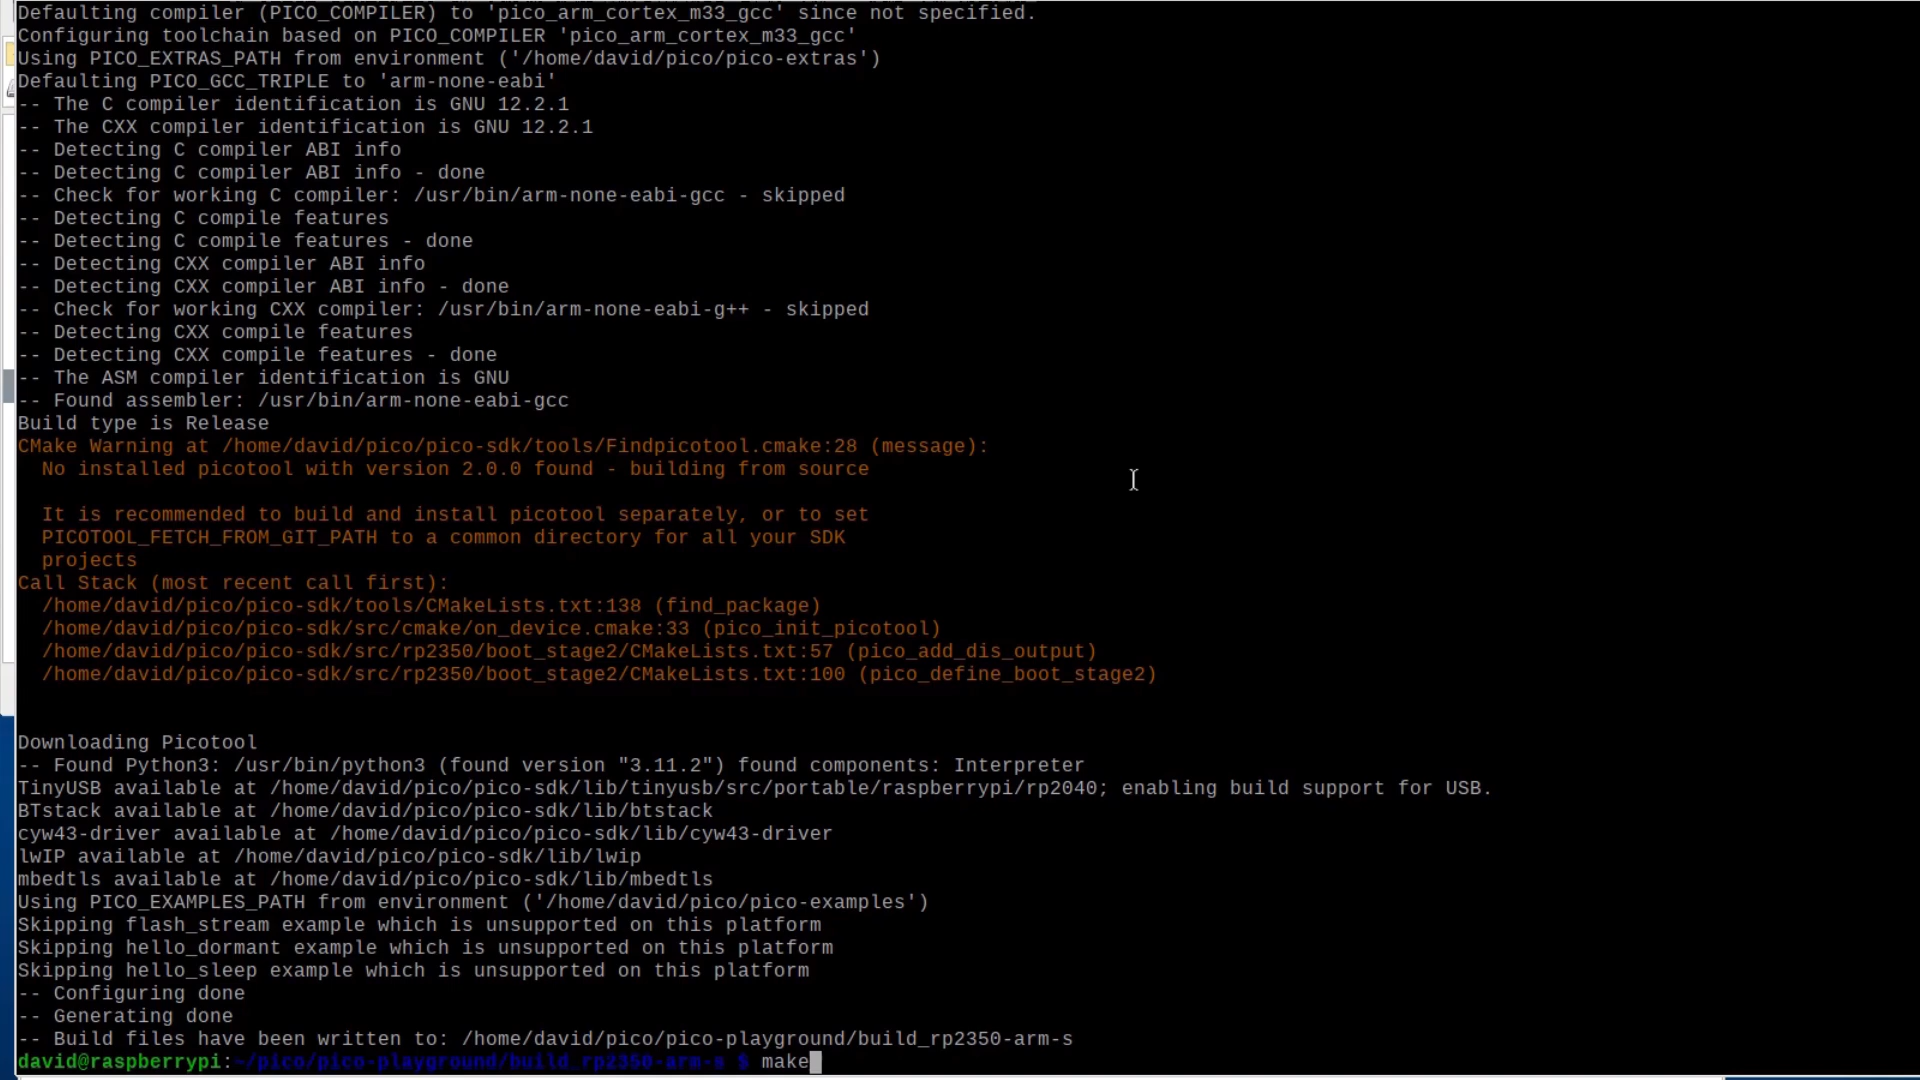 Defaulting compiler (PICO_COMPILER) to 'pico_arm_cortex_m33_gcc' since not specified.
Configuring toolchain based on PICO_COMPILER 'pico_arm_cortex_m33_gcc'
Using PICO_EXTRAS_PATH from environment ('/home/david/pico/pico-extras')
Defaulting PICO_GCC_TRIPLE to 'arm-none-eabi'
-- The C compiler identification is GNU 12.2.1
-- The CXX compiler identification is GNU 12.2.1
-- Detecting C compiler ABI info
-- Detecting C compiler ABI info - done
-- Check for working C compiler: /usr/bin/arm-none-eabi-gcc - skipped
-- Detecting C compile features
-- Detecting C compile features - done
-- Detecting CXX compiler ABI info
-- Detecting CXX compiler ABI info - done
-- Check for working CXX compiler: /usr/bin/arm-none-eabi-g++ - skipped
-- Detecting CXX compile features
-- Detecting CXX compile features - done
-- The ASM compiler identification is GNU
-- Found assembler: /usr/bin/arm-none-eabi-gcc
Build type is Release
CMake Warning at /home/david/pico/pico-sdk/tools/Findpicotool.cmake:28 (message):
  No installed picotool with version 2.0.0 found - building from source
  It is recommended to build and install picotool separately, or to set
  PICOTOOL_FETCH_FROM_GIT_PATH to a common directory for all your SDK
  projects
Call Stack (most recent call first):
  /home/david/pico/pico-sdk/tools/CMakeLists.txt:138 (find_package)
  /home/david/pico/pico-sdk/src/cmake/on_device.cmake:33 (pico_init_picotool)
  /home/david/pico/pico-sdk/src/rp2350/boot_stage2/CMakeLists.txt:57 (pico_add_dis_output)
  /home/david/pico/pico-sdk/src/rp2350/boot_stage2/CMakeLists.txt:100 (pico_define_boot_stage2)
Downloading Picotool
-- Found Python3: /usr/bin/python3 (found version "3.11.2") found components: Interpreter
TinyUSB available at /home/david/pico/pico-sdk/lib/tinyusb/src/portable/raspberrypi/rp2040; enabling build support for USB.
BTstack available at /home/david/pico/pico-sdk/lib/btstack
cyw43-driver available at /home/david/pico/pico-sdk/lib/cyw43-driver
lwIP available at /home/david/pico/pico-sdk/lib/lwip
mbedtls available at /home/david/pico/pico-sdk/lib/mbedtls
Using PICO_EXAMPLES_PATH from environment ('/home/david/pico/pico-examples')
Skipping flash_stream example which is unsupported on this platform
Skipping hello_dormant example which is unsupported on this platform
Skipping hello_sleep example which is unsupported on this platform
-- Configuring done
-- Generating done
-- Build files have been written to: /home/david/pico/pico-playground/build_rp2350-arm-s
david@raspberrypi:~/pico/pico-playground/build_rp2350-arm-s $ make